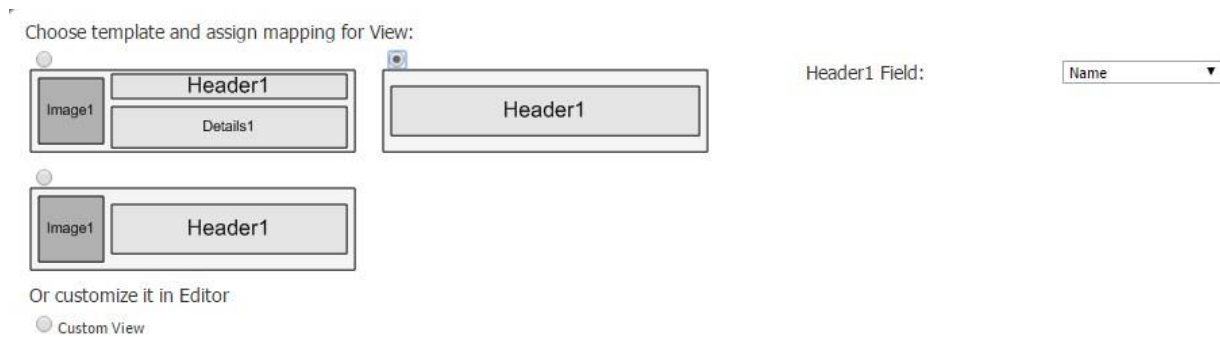 Choose template and assign mapping for View:
Header1
Image1
Details1
Header1
Header1 Field:
Name
Image1
Header1
Or customize it in Editor
Custom View